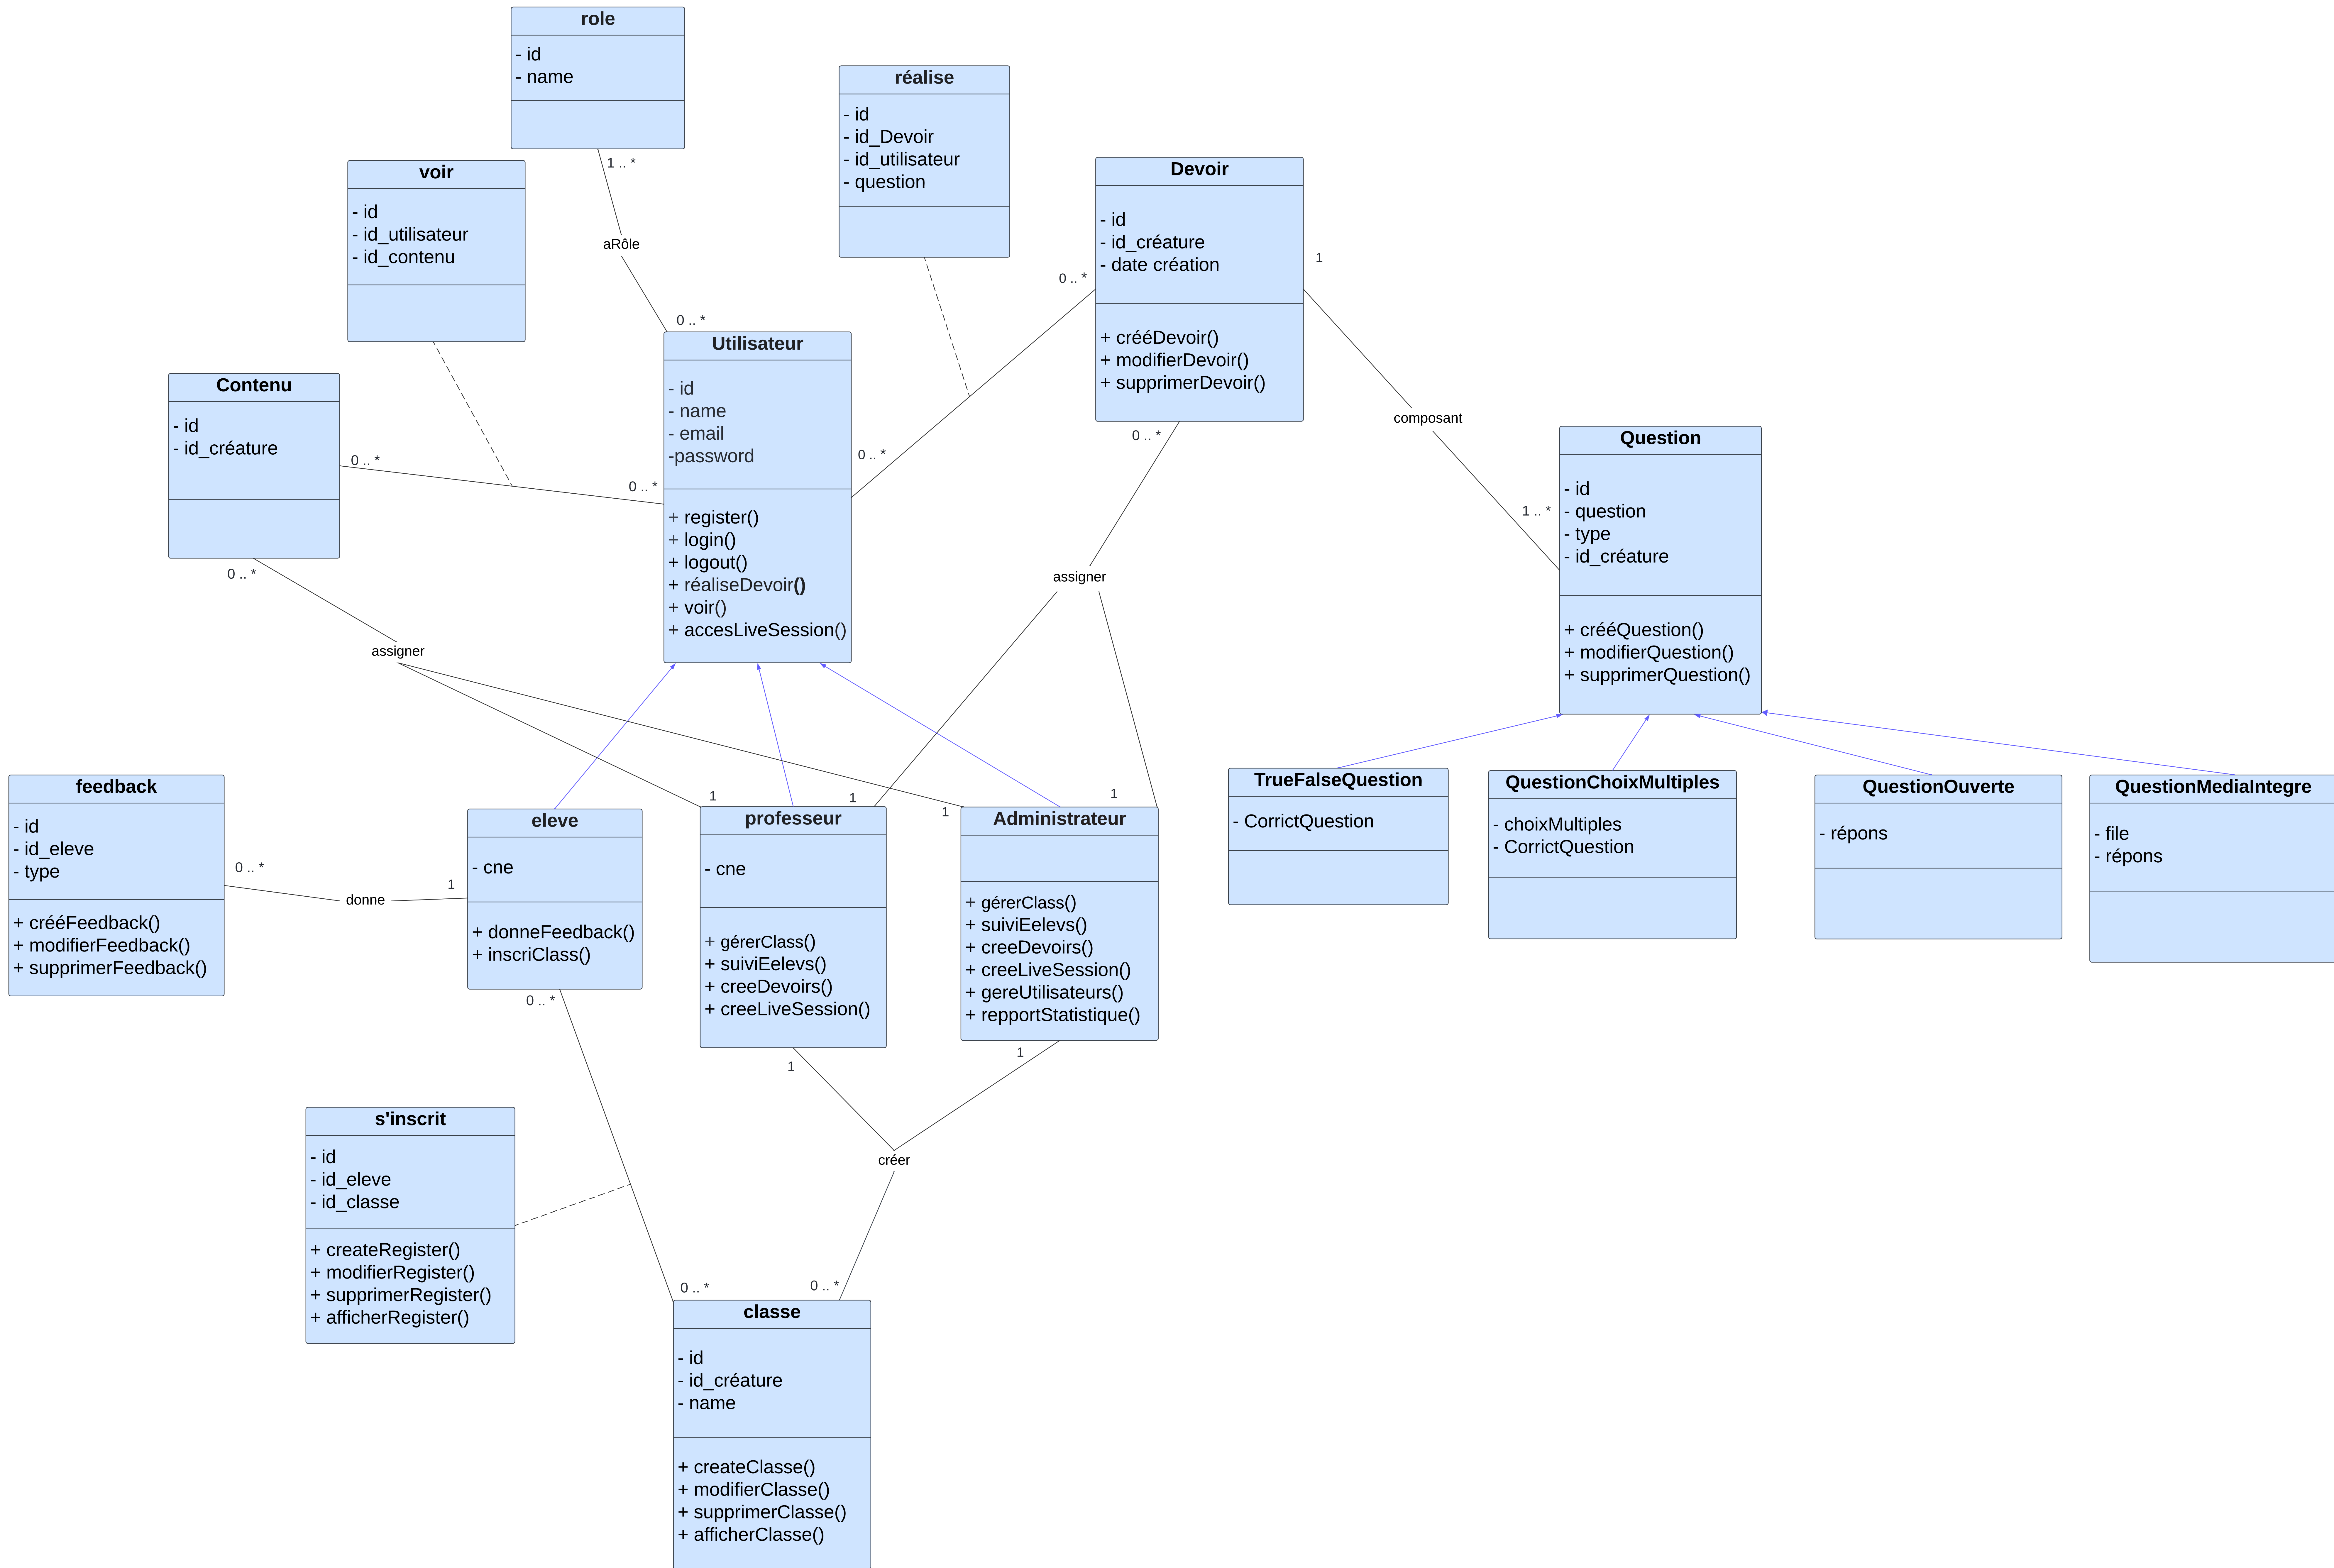 role
- id
- name
1 .. *
aRôle
0 .. *
réalise
- id
- id_Devoir
- id_utilisateur
- question
voir
- id
- id_utilisateur
- id_contenu
Devoir
- id
- id_créature
- date création
+ crééDevoir()
+ modifierDevoir()
+ supprimerDevoir()
0 .. *
1
0 .. *
0 .. *
composant
1 .. *
Utilisateur
- id
- name
- email
-password
+ register()
+ login()
+ logout()
+ réaliseDevoir()
+ voir()
+ accesLiveSession()
Contenu
- id
- id_créature
0 .. *
0 .. *
0 .. *
assigner
assigner
Question
- id
- question
- type
- id_créature
+ crééQuestion()
+ modifierQuestion()
+ supprimerQuestion()
TrueFalseQuestion
- CorrictQuestion
QuestionChoixMultiples
- choixMultiples
- CorrictQuestion
QuestionOuverte
- répons
QuestionMediaIntegre
- file
- répons
feedback
- id
- id_eleve
- type
+ crééFeedback()
+ modifierFeedback()
+ supprimerFeedback()
0 .. *
donne
1
eleve
- cne
+ donneFeedback()
+ inscriClass()
0 .. *
1
1
1
1
professeur
- cne
+ gérerClass()
+ suiviEelevs()
+ creeDevoirs()
+ creeLiveSession()
1
Administrateur
+ gérerClass()
+ suiviEelevs()
+ creeDevoirs()
+ creeLiveSession()
+ gereUtilisateurs()
+ repportStatistique()
1
créer
s'inscrit
- id
- id_eleve
- id_classe
+ createRegister()
+ modifierRegister()
+ supprimerRegister()
+ afficherRegister()
0 .. *
0 .. *
classe
- id
- id_créature
- name
+ createClasse()
+ modifierClasse()
+ supprimerClasse()
+ afficherClasse()